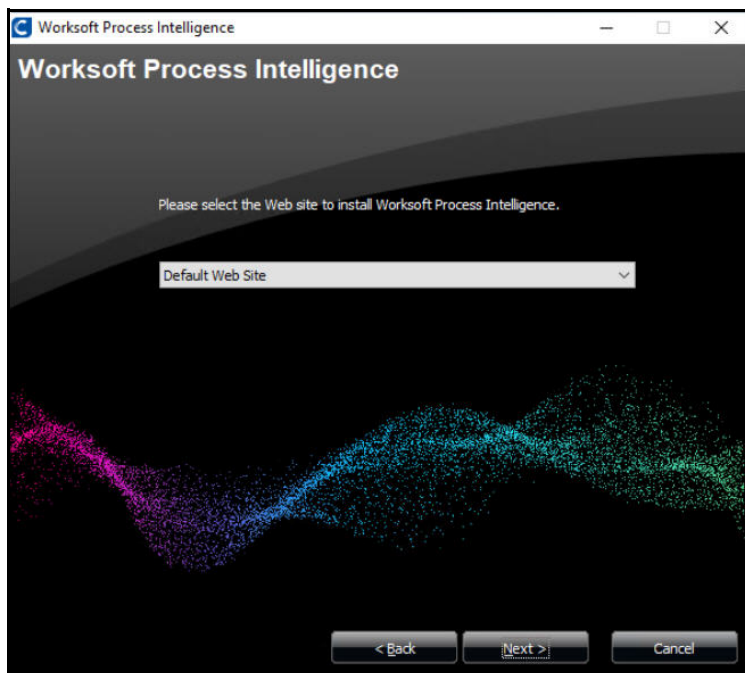 Worksoft Process Intelligence
Worksoft Process Intelligence
Please select the Web site to install Worksoft Process Intelligence.
Default Web Site
< Back Next > Cancel